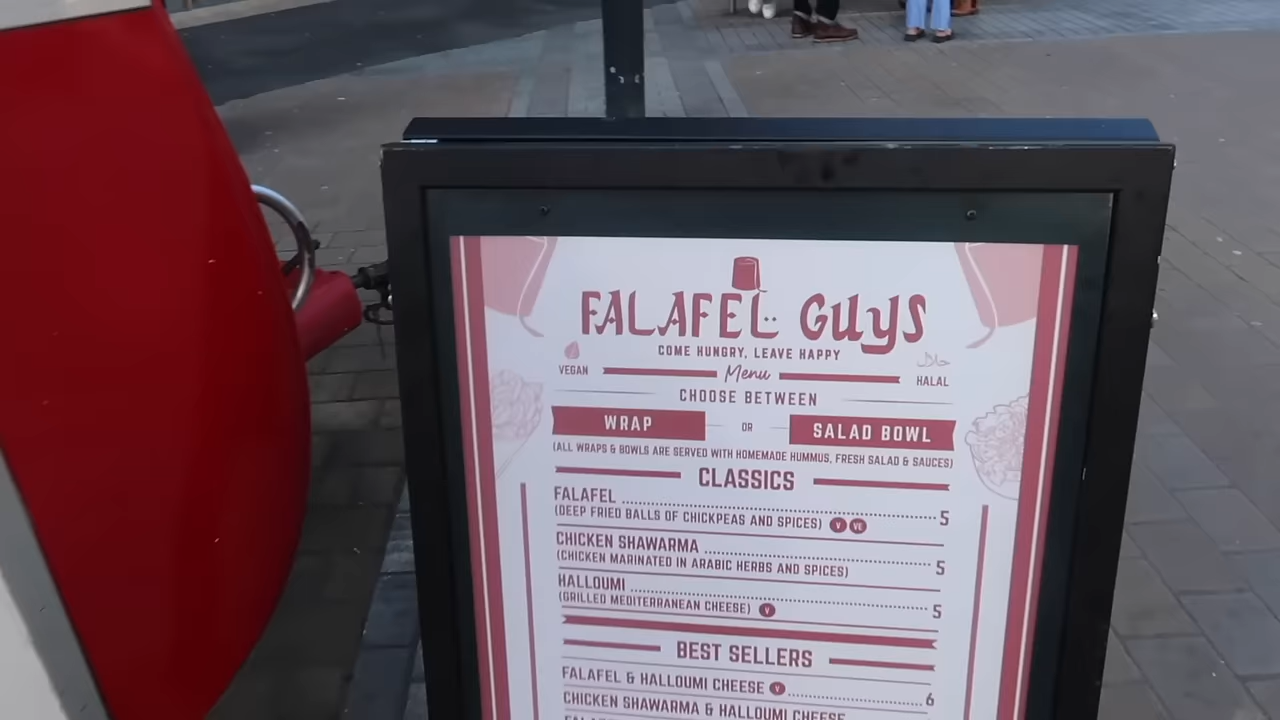 FALAFEL GUYS
COME HUNGRY, LEAVE HAPPY
VEGAN
Menu
حلال
HALAL
CHOOSE BETWEEN
WRAP OR SALAD BOWL
(ALL WRAPS & BOWLS ARE SERVED WITH HOMEMADE HUMMUS, FRESH SALAD & SAUCES)
CLASSICS
FALAFEL 5
(DEEP FRIED BALLS OF CHICKPEAS AND SPICES) V VE
CHICKEN SHAWARMA 5
(CHICKEN MARINATED IN ARABIC HERBS AND SPICES)
HALLOUMI 5
(GRILLED MEDITERRANEAN CHEESE) V
BEST SELLERS
FALAFEL & HALLOUMI CHEESE V 6
CHICKEN SHAWARMA & HALLOUMI CHEESE